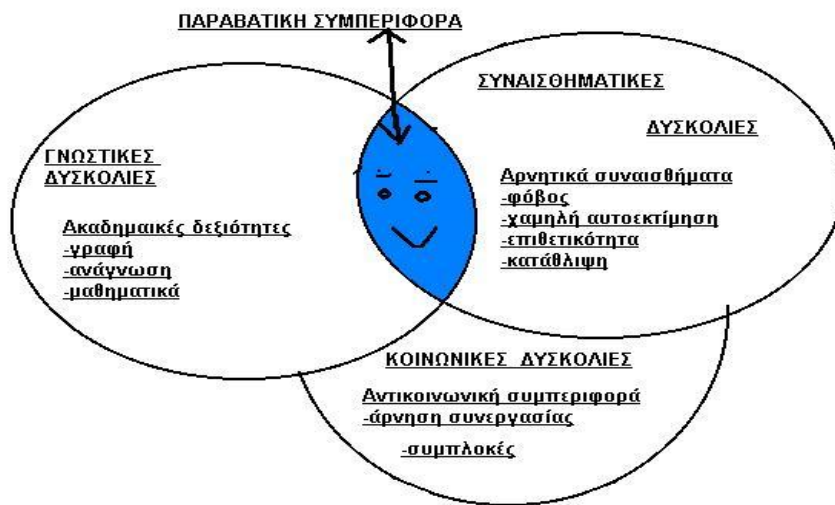 ΠΑΡΑΒΑΤΙΚΗ ΣΥΜΠΕΡΙΦΟΡΑ
ΓΝΩΣΤΙΚΕΣ
ΔΥΣΚΟΛΙΕΣ
Ακαδημαικές δεξιότητες
-γραφή
-ανάγνωση
-μαθηματικά
ΣΥΝΑΙΣΘΗΜΑΤΙΚΕΣ
ΔΥΣΚΟΛΙΕΣ
Αρνητικά συναισθήματα
-φόβος
-χαμηλή αυτοεκτίμηση
-επιθετικότητα
-κατάθλιψη
ΚΟΙΝΩΝΙΚΕΣ ΔΥΣΚΟΛΙΕΣ
Αντικοινωνική συμπεριφορά
-άρνηση συνεργασίας
-συμπλοκές